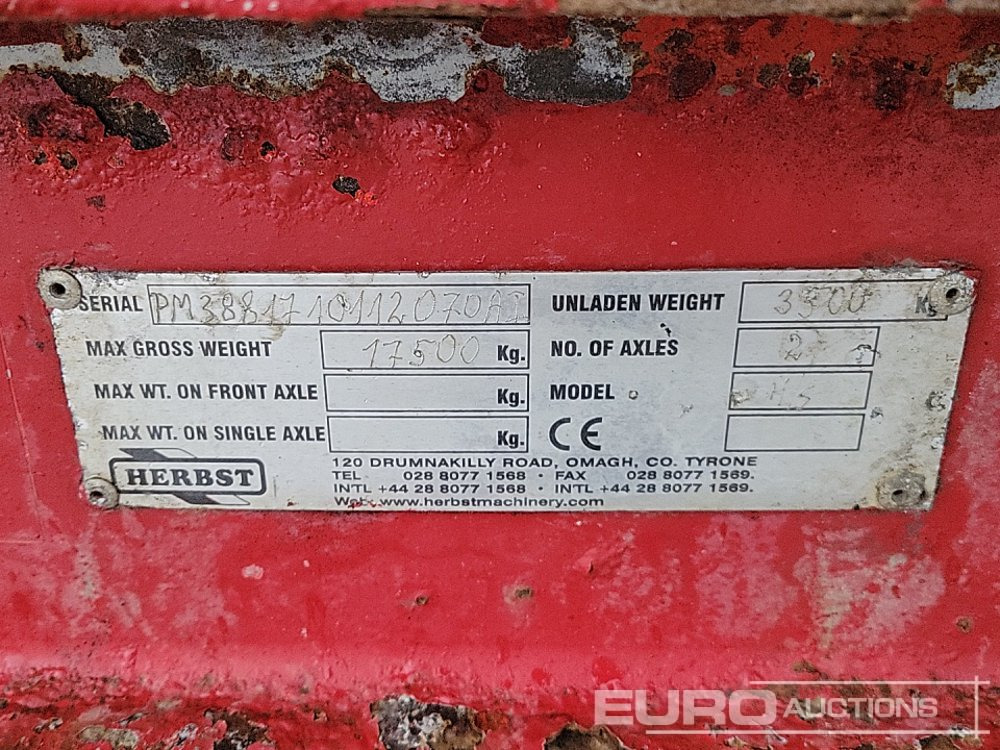 SERIAL PM3881710112070AJ UNLADEN WEIGHT 3500 Kg
MAX GROSS WEIGHT 17500 Kg. NO. OF AXLES 2
MAX WT. ON FRONT AXLE Kg. MODEL
MAX WT. ON SINGLE AXLE Kg. CE
HERBST
120 DRUMNAKILLY ROAD, OMAGH, CO. TYRONE
TEL 028 8077 1568 • FAX 028 8077 1569.
INTL +44 28 8077 1568 • INTL +44 28 8077 1569.
Web: www.herbstmachinery.com
EURO AUCTIONS